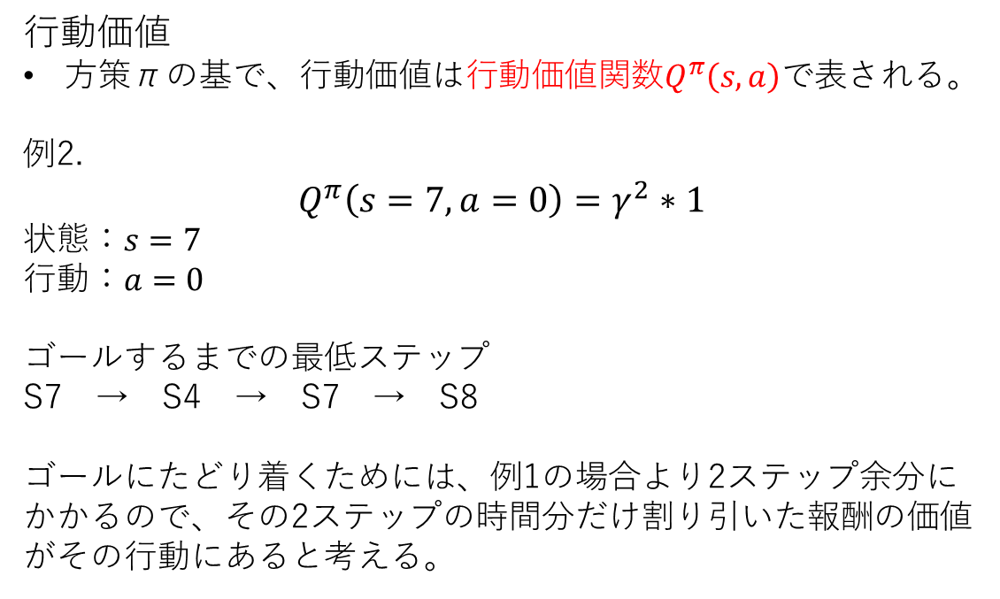 行動価値
• 方策 π の基で、行動価値は行動価値関数Q^π(s, a)で表される。
例2.
Q^π(s = 7, a = 0) = γ² * 1
状態：s = 7
行動：a = 0
ゴールするまでの最低ステップ
S7　→　S4　→　S7　→　S8
ゴールにたどり着くためには、例1の場合より2ステップ余分に
かかるので、その2ステップの時間分だけ割り引いた報酬の価値
がその行動にあると考える。